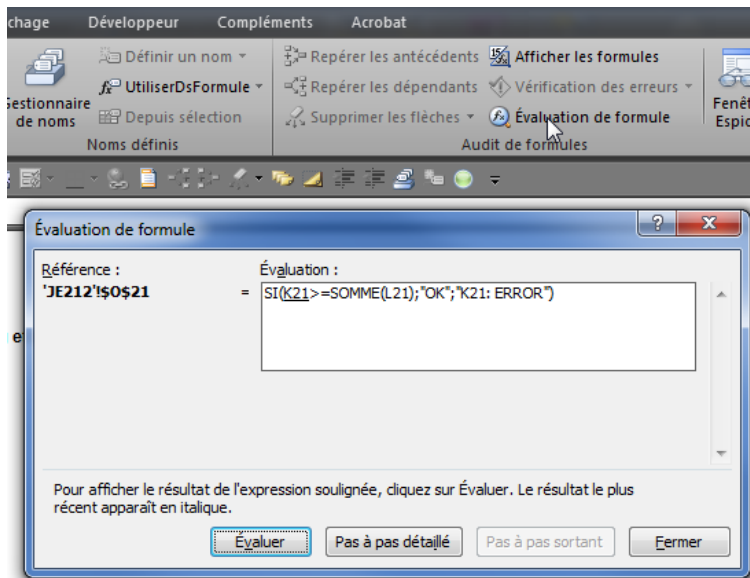 chage Développeur Compléments Acrobat
Définir un nom Repérer les antécédents Afficher les formules
UtiliserDsFormule Repérer les dépendants Vérification des erreurs
Gestionnaire de noms Depuis sélection Supprimer les flèches Évaluation de formule Fenêt Espio
Noms définis Audit de formules
Évaluation de formule
Référence : Évaluation :
'JE212'!$O$21 = SI(K21>=SOMME(L21);"OK";"K21: ERROR")
Pour afficher le résultat de l'expression soulignée, cliquez sur Évaluer. Le résultat le plus
récent apparaît en italique.
Évaluer Pas à pas détaillé Pas à pas sortant Fermer